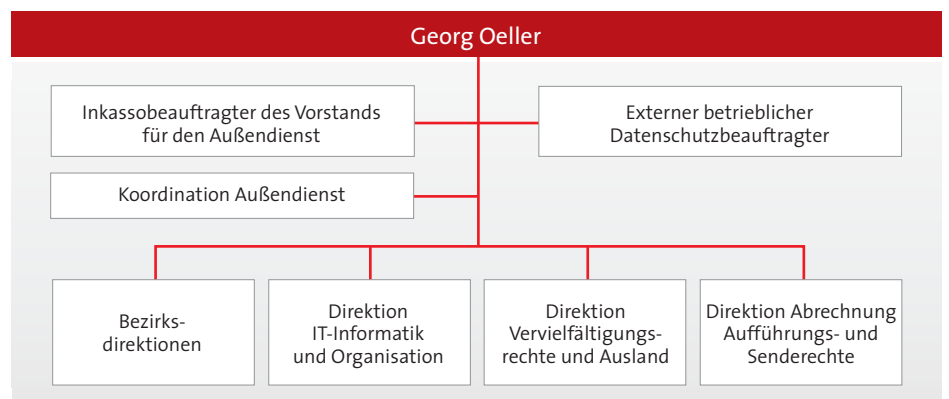 Georg Oeller
Inkassobeauftragter des Vorstands
für den Außendienst
Externer betrieblicher
Datenschutzbeauftragter
Koordination Außendienst
Bezirks-
direktionen
Direktion
IT-Informatik
und Organisation
Direktion
Vervielfältigungs-
rechte und Ausland
Direktion Abrechnung
Aufführungs- und
Senderechte